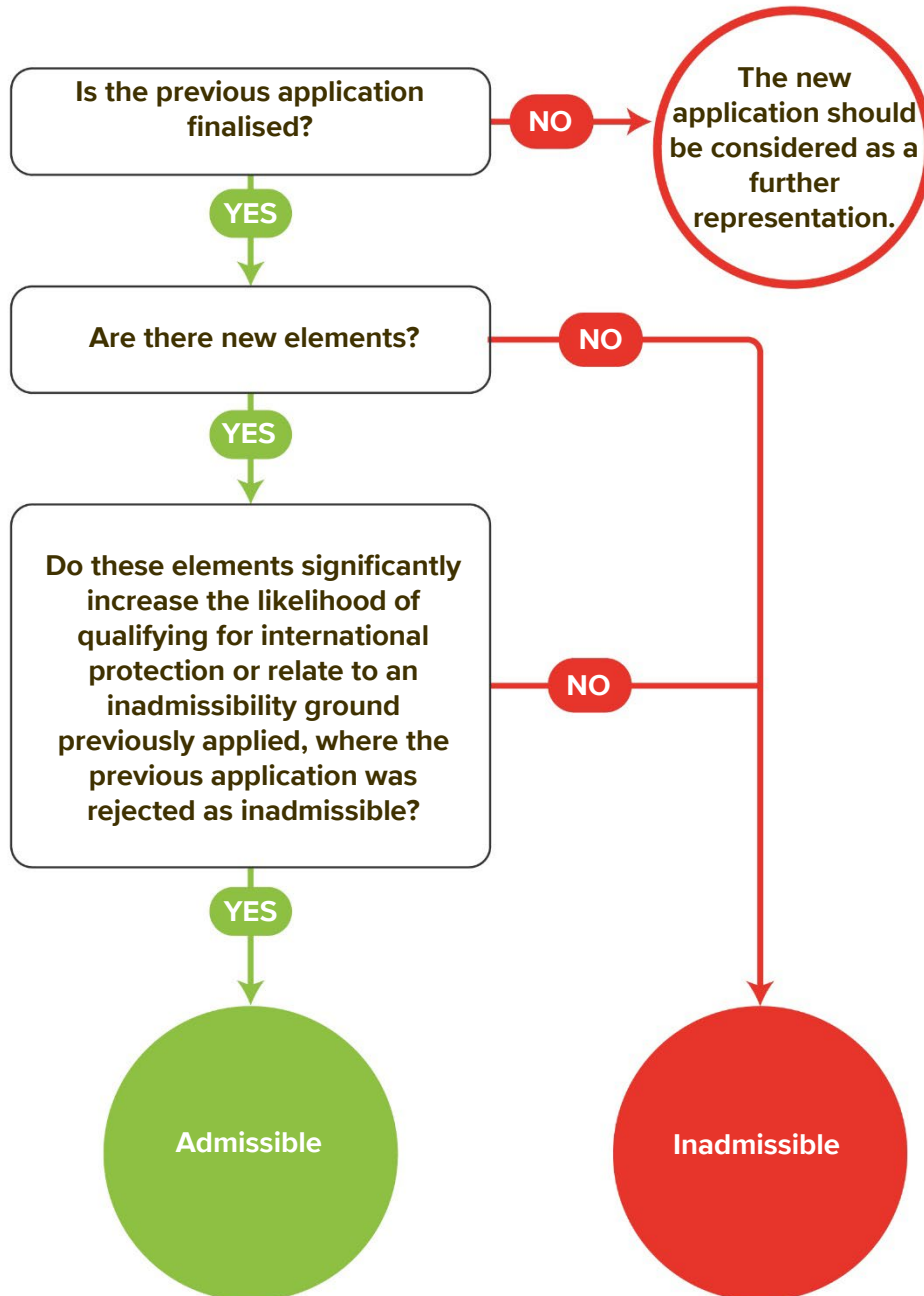 Is the previous application
finalised?
NO
The new
application should
be considered as a
further
representation.
YES
Are there new elements?
NO
YES
Do these elements significantly
increase the likelihood of
qualifying for international
protection or relate to an
inadmissibility ground
previously applied, where the
previous application was
rejected as inadmissible?
NO
YES
Admissible
Inadmissible